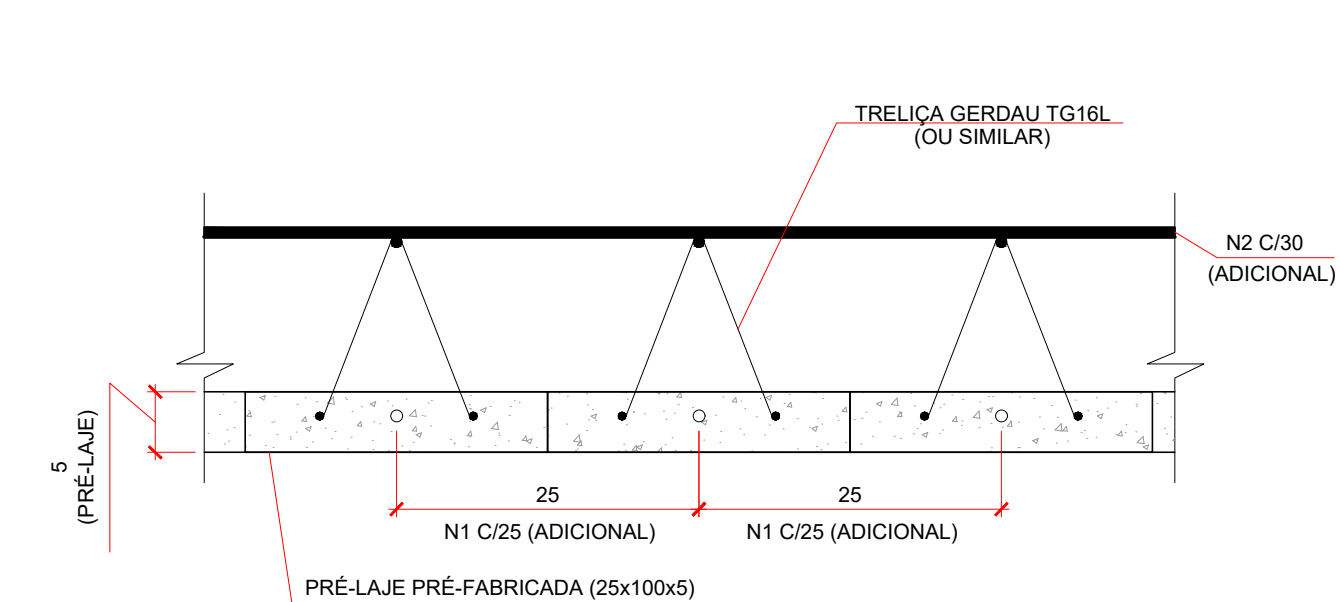 TRELIÇA GERDAU TG16L
(OU SIMILAR)
N2 C/30
(ADICIONAL)
5
(PRÉ-LAJE)
25
25
N1 C/25 (ADICIONAL)
N1 C/25 (ADICIONAL)
PRÉ-LAJE PRÉ-FABRICADA (25x100x5)